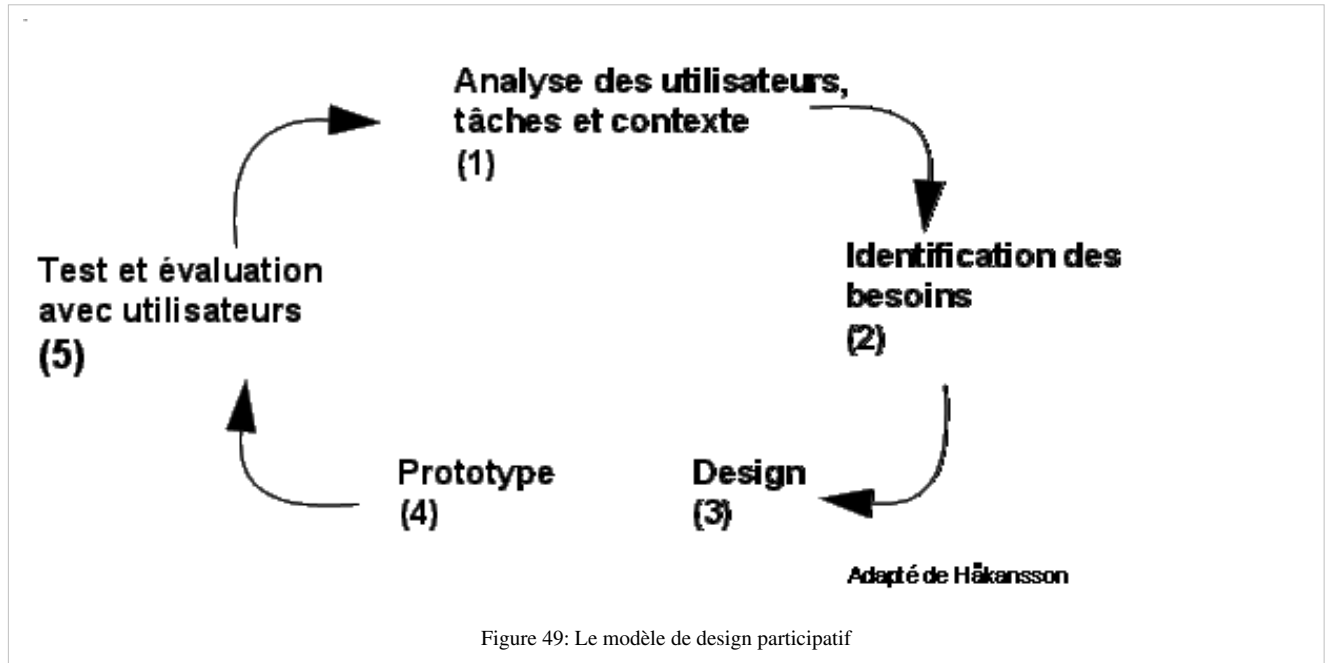 Analyse des utilisateurs,
tâches et contexte
(1)
Identification des
besoins
(2)
Design
(3)
Prototype
(4)
Test et évaluation
avec utilisateurs
(5)
Adapté de Håkansson
Figure 49: Le modèle de design participatif